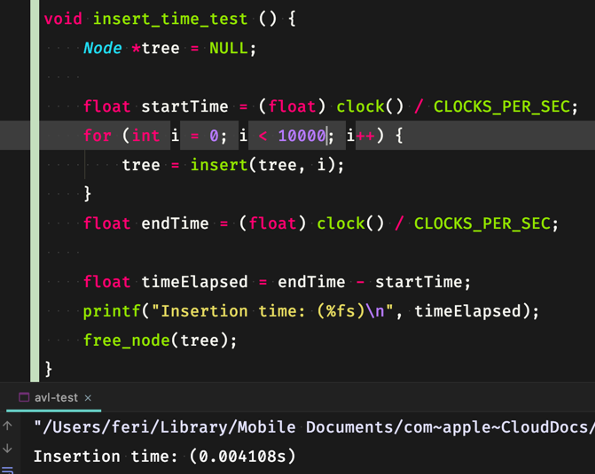 void insert_time_test () {
Node *tree = NULL;
float startTime = (float) clock() / CLOCKS_PER_SEC;
for (int i = 0; i < 10000; i++) {
tree = insert(tree, i);
}
float endTime = (float) clock() / CLOCKS_PER_SEC;
float timeElapsed = endTime - startTime;
printf("Insertion time: (%fs)\n", timeElapsed);
free_node(tree);
}
avl-test ×
"/Users/feri/Library/Mobile Documents/com~apple~CloudDocs/
Insertion time: (0.004108s)